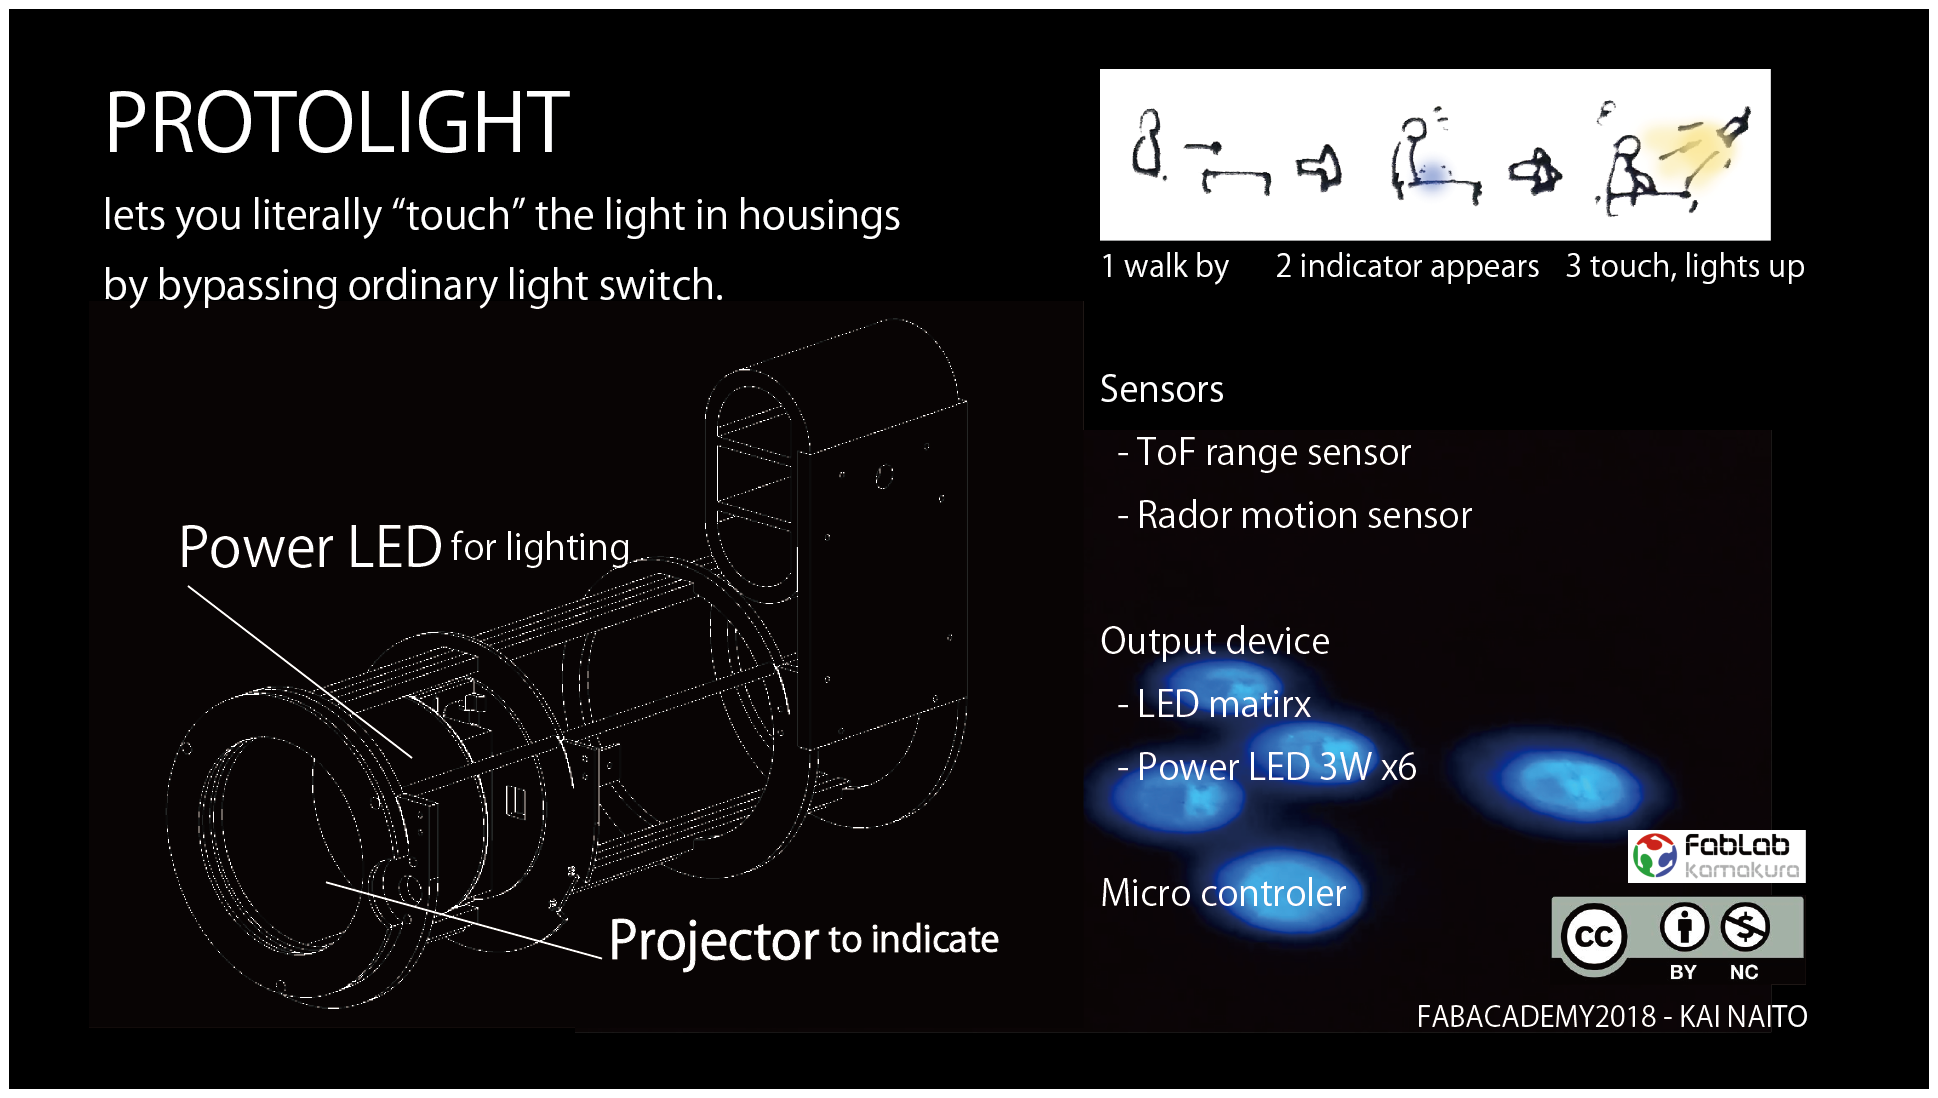 PROTOLIGHT
lets you literally “touch” the light in housings
by bypassing ordinary light switch.
1 walk by
2 indicator appears
3 touch, lights up
Power LED for lighting
Projector to indicate
Sensors
- ToF range sensor
- Rador motion sensor
Output device
- LED matirx
- Power LED 3W x6
Micro controler
FabLab
kamakura
CC
BY NC
FABACADEMY2018 - KAI NAITO